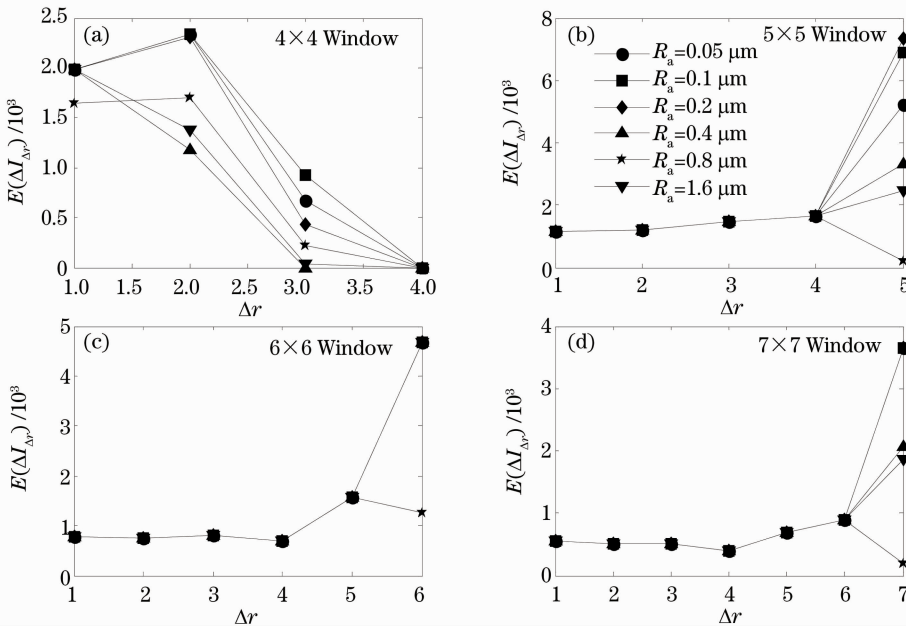 (a)
4×4 Window
2.5
2.0
1.5
1.0
0.5
0
E(ΔI_Δr) /10³
1.0 1.5 2.0 2.5 3.0 3.5 4.0
Δr
(b)
5×5 Window
R_a=0.05 μm
R_a=0.1 μm
R_a=0.2 μm
R_a=0.4 μm
R_a=0.8 μm
R_a=1.6 μm
8
6
4
2
0
E(ΔI_Δr) /10³
1 2 3 4 5
Δr
(c)
6×6 Window
5
4
3
2
1
0
E(ΔI_Δr) /10³
1 2 3 4 5 6
Δr
(d)
7×7 Window
4
3
2
1
0
E(ΔI_Δr) /10³
1 2 3 4 5 6 7
Δr